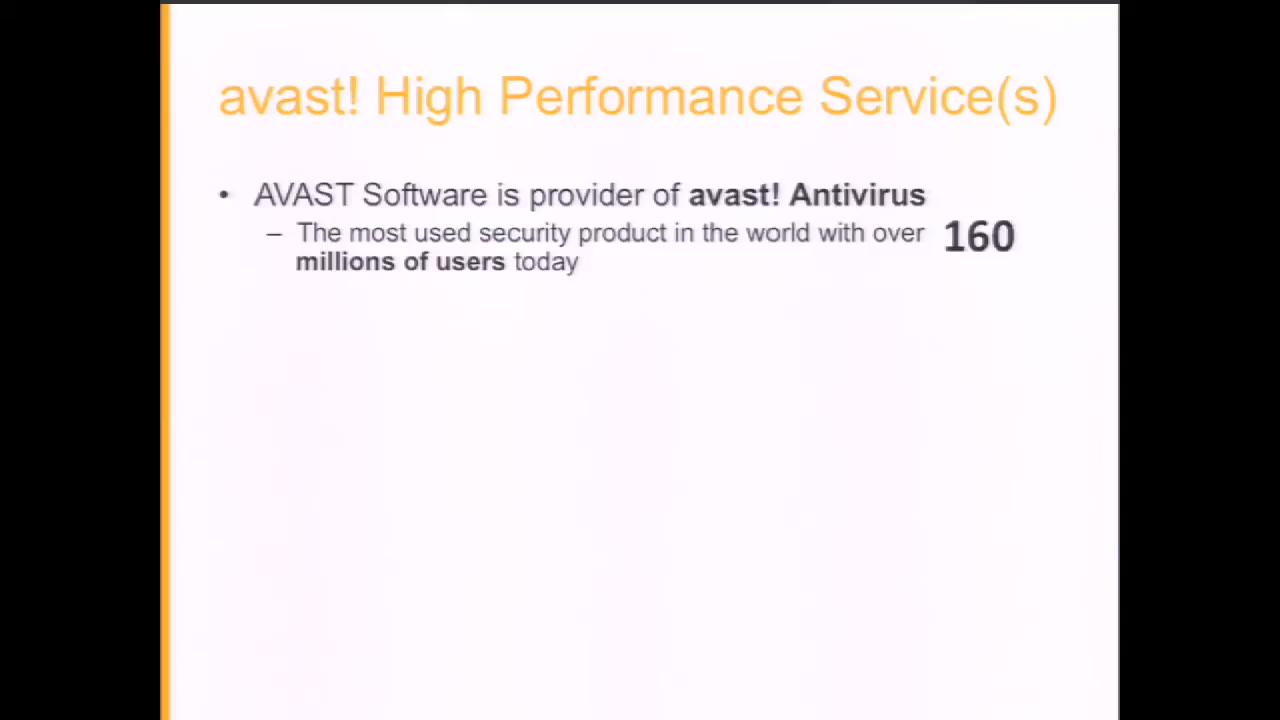 avast! High Performance Service(s)
• AVAST Software is provider of avast! Antivirus
– The most used security product in the world with over 160
millions of users today